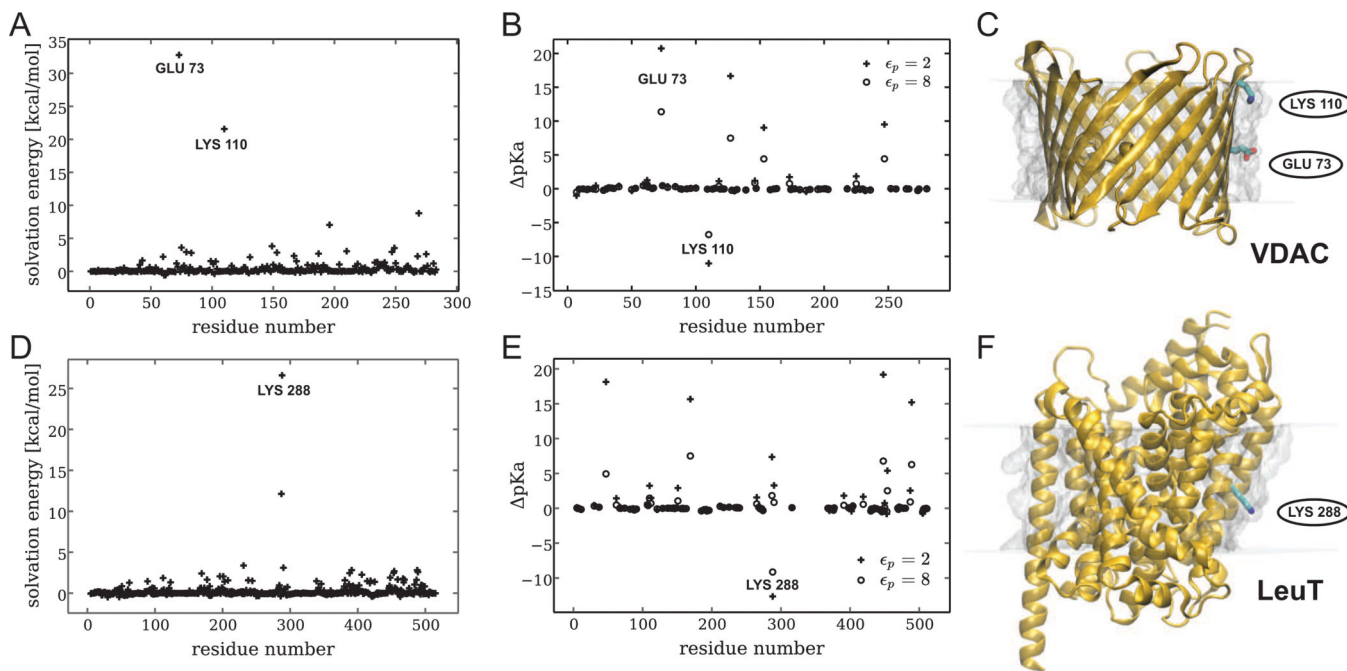 A
solvation energy [kcal/mol]
35
30
25
20
15
10
5
0
GLU 73
LYS 110
0 50 100 150 200 250 300
residue number
B
ΔpKa
20
15
10
5
0
−5
−10
−15
GLU 73
ϵp = 2
ϵp = 8
LYS 110
0 50 100 150 200 250
residue number
C
LYS 110
GLU 73
VDAC
D
solvation energy [kcal/mol]
25
20
15
10
5
0
LYS 288
0 100 200 300 400 500
residue number
E
ΔpKa
20
15
10
5
0
−5
−10
LYS 288
ϵp = 2
ϵp = 8
0 100 200 300 400 500
residue number
F
LYS 288
LeuT